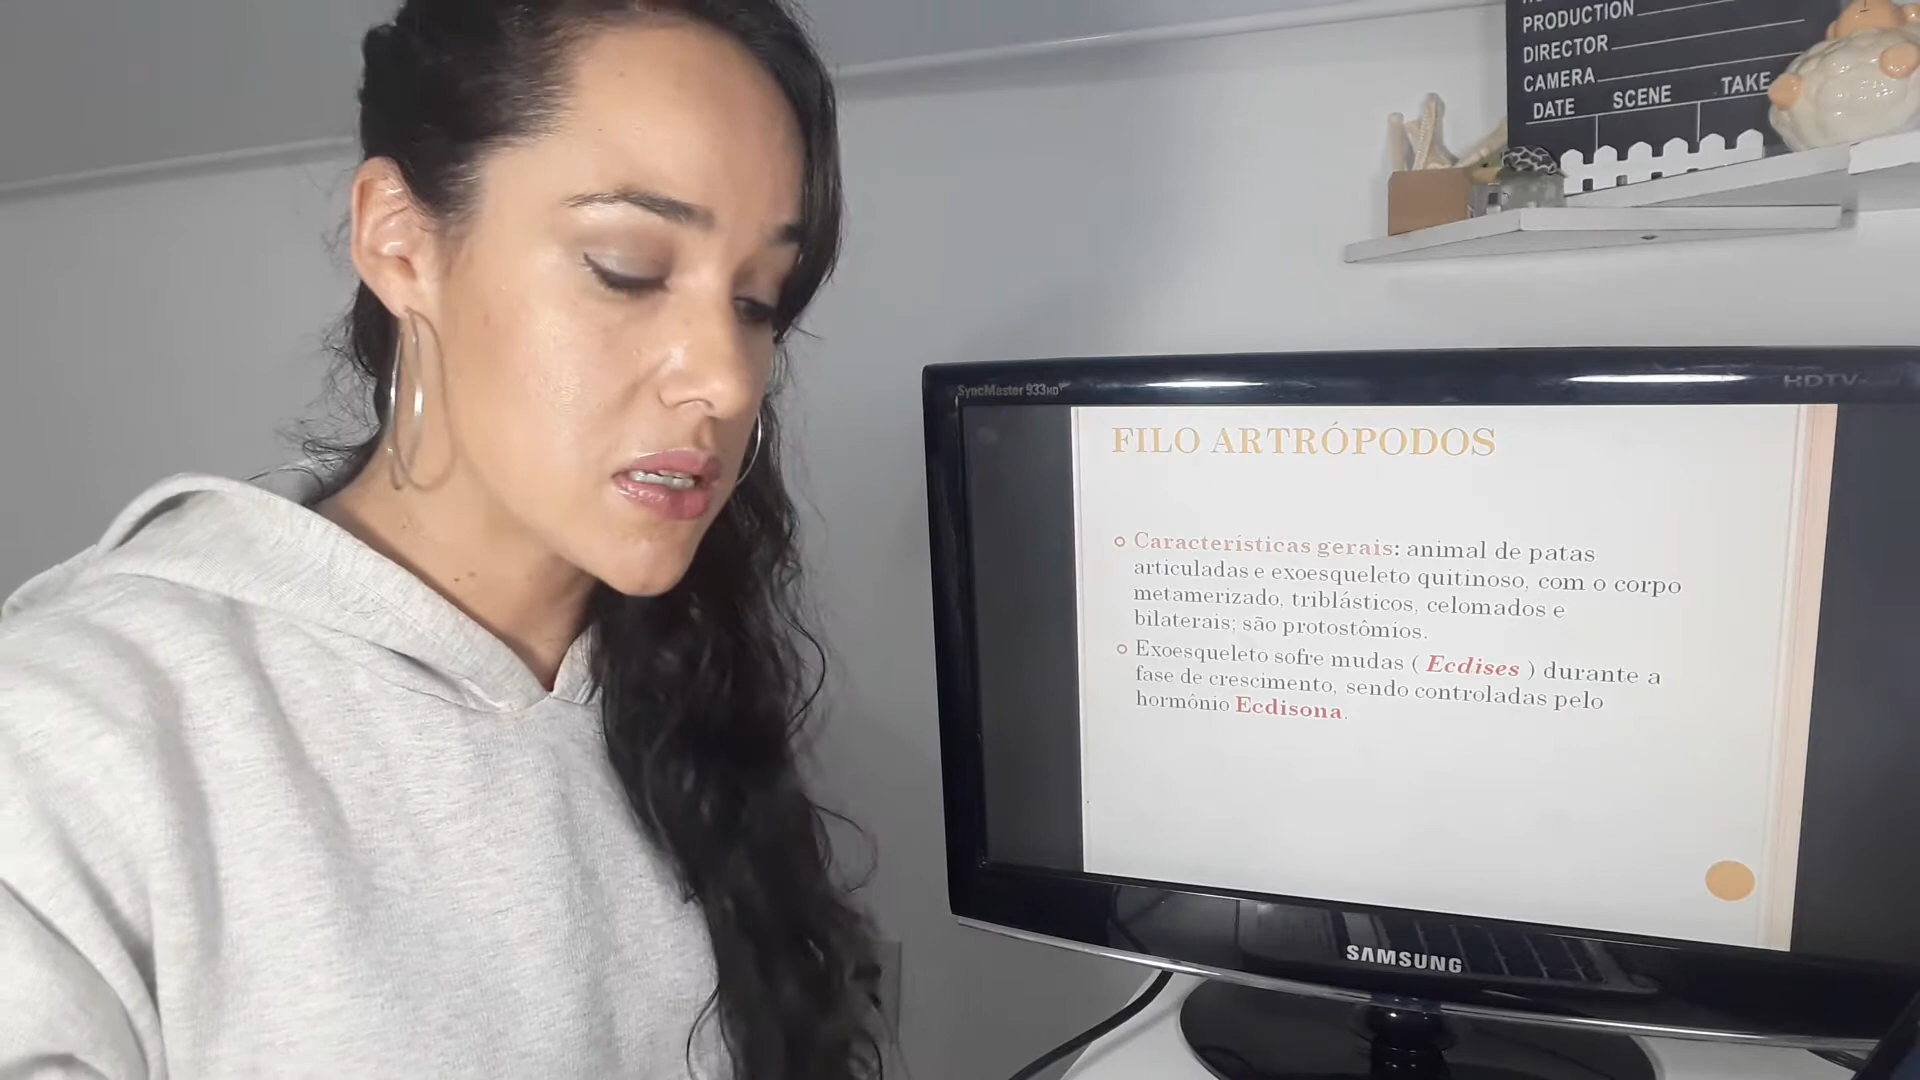 PRODUCTION
DIRECTOR
CAMERA
DATE SCENE TAKE
SyncMaster 933HD
HDTV
FILO ARTRÓPODOS
Características gerais: animal de patas
articuladas e exoesqueleto quitinoso, com o corpo
metamerizado, triblásticos, celomados e
bilaterais; são protostômios.
Exoesqueleto sofre mudas ( Ecdises ) durante a
fase de crescimento, sendo controladas pelo
hormônio Ecdisona.
SAMSUNG